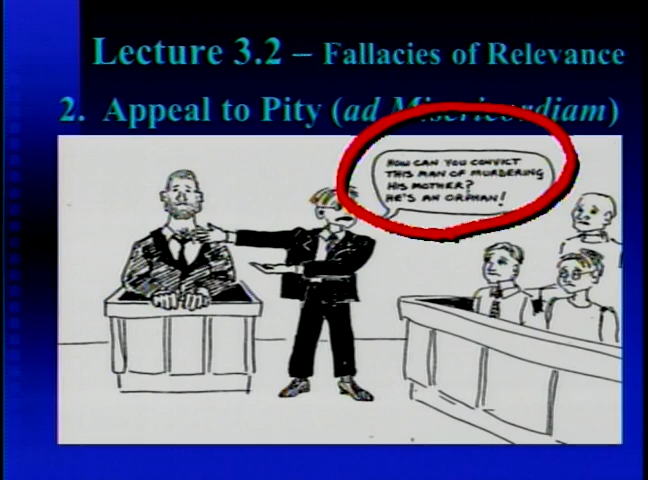 Lecture 3.2 – Fallacies of Relevance
2. Appeal to Pity (ad Misericordiam)
HOW CAN YOU CONVICT
THIS MAN OF MURDERING
HIS MOTHER?
HE'S AN ORPHAN!